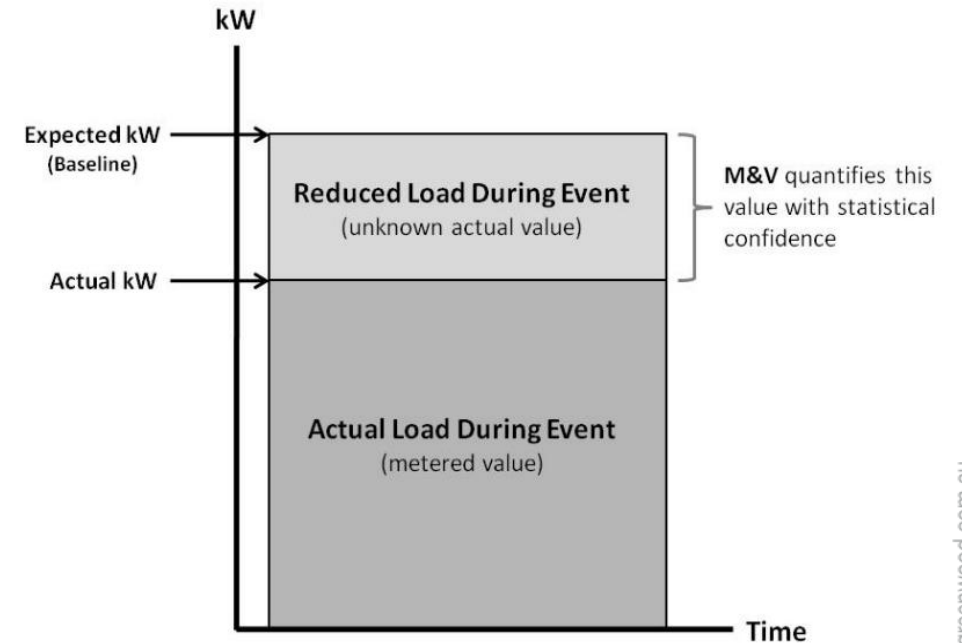 kW
Expected kW
(Baseline)
Reduced Load During Event
(unknown actual value)
M&V quantifies this
value with statistical
confidence
Actual kW
Actual Load During Event
(metered value)
Time